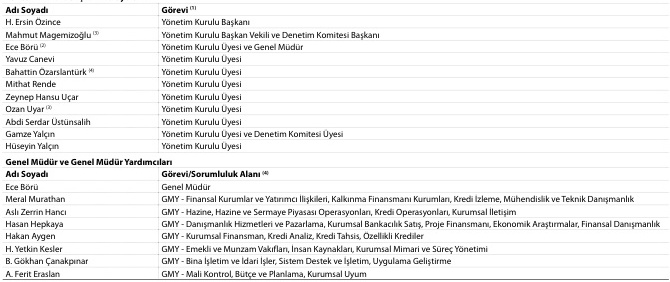 Adı Soyadı Görevi (1)
H. Ersin Özince Yönetim Kurulu Başkanı
Mahmut Magemizoğlu (3) Yönetim Kurulu Başkan Vekili ve Denetim Komitesi Başkanı
Ece Börü (2) Yönetim Kurulu Üyesi ve Genel Müdür
Yavuz Canevi Yönetim Kurulu Üyesi
Bahattin Özarslantürk (4) Yönetim Kurulu Üyesi
Mithat Rende Yönetim Kurulu Üyesi
Zeynep Hansu Uçar Yönetim Kurulu Üyesi
Ozan Uyar (3) Yönetim Kurulu Üyesi
Abdi Serdar Üstünsalih Yönetim Kurulu Üyesi
Gamze Yalçın Yönetim Kurulu Üyesi ve Denetim Komitesi Üyesi
Hüseyin Yalçın Yönetim Kurulu Üyesi
Genel Müdür ve Genel Müdür Yardımcıları
Adı Soyadı Görevi/Sorumluluk Alanı (4)
Ece Börü Genel Müdür
Meral Murathan GMY - Finansal Kurumlar ve Yatırımcı İlişkileri, Kalkınma Finansmanı Kurumları, Kredi İzleme, Mühendislik ve Teknik Danışmanlık
Aslı Zerrin Hancı GMY - Hazine, Hazine ve Sermaye Piyasası Operasyonları, Kredi Operasyonları, Kurumsal İletişim
Hasan Hepkaya GMY - Danışmanlık Hizmetleri ve Pazarlama, Kurumsal Bankacılık Satış, Proje Finansmanı, Ekonomik Araştırmalar, Finansal Danışmanlık
Hakan Aygen GMY - Kurumsal Finansman, Kredi Analiz, Kredi Tahsis, Özellikli Krediler
H. Yetkin Kesler GMY - Emekli ve Munzam Vakıfları, İnsan Kaynakları, Kurumsal Mimari ve Süreç Yönetimi
B. Gökhan Çanakpınar GMY - Bina İşletim ve İdari İşler, Sistem Destek ve İşletim, Uygulama Geliştirme
A. Ferit Eraslan GMY - Mali Kontrol, Bütçe ve Planlama, Kurumsal Uyum